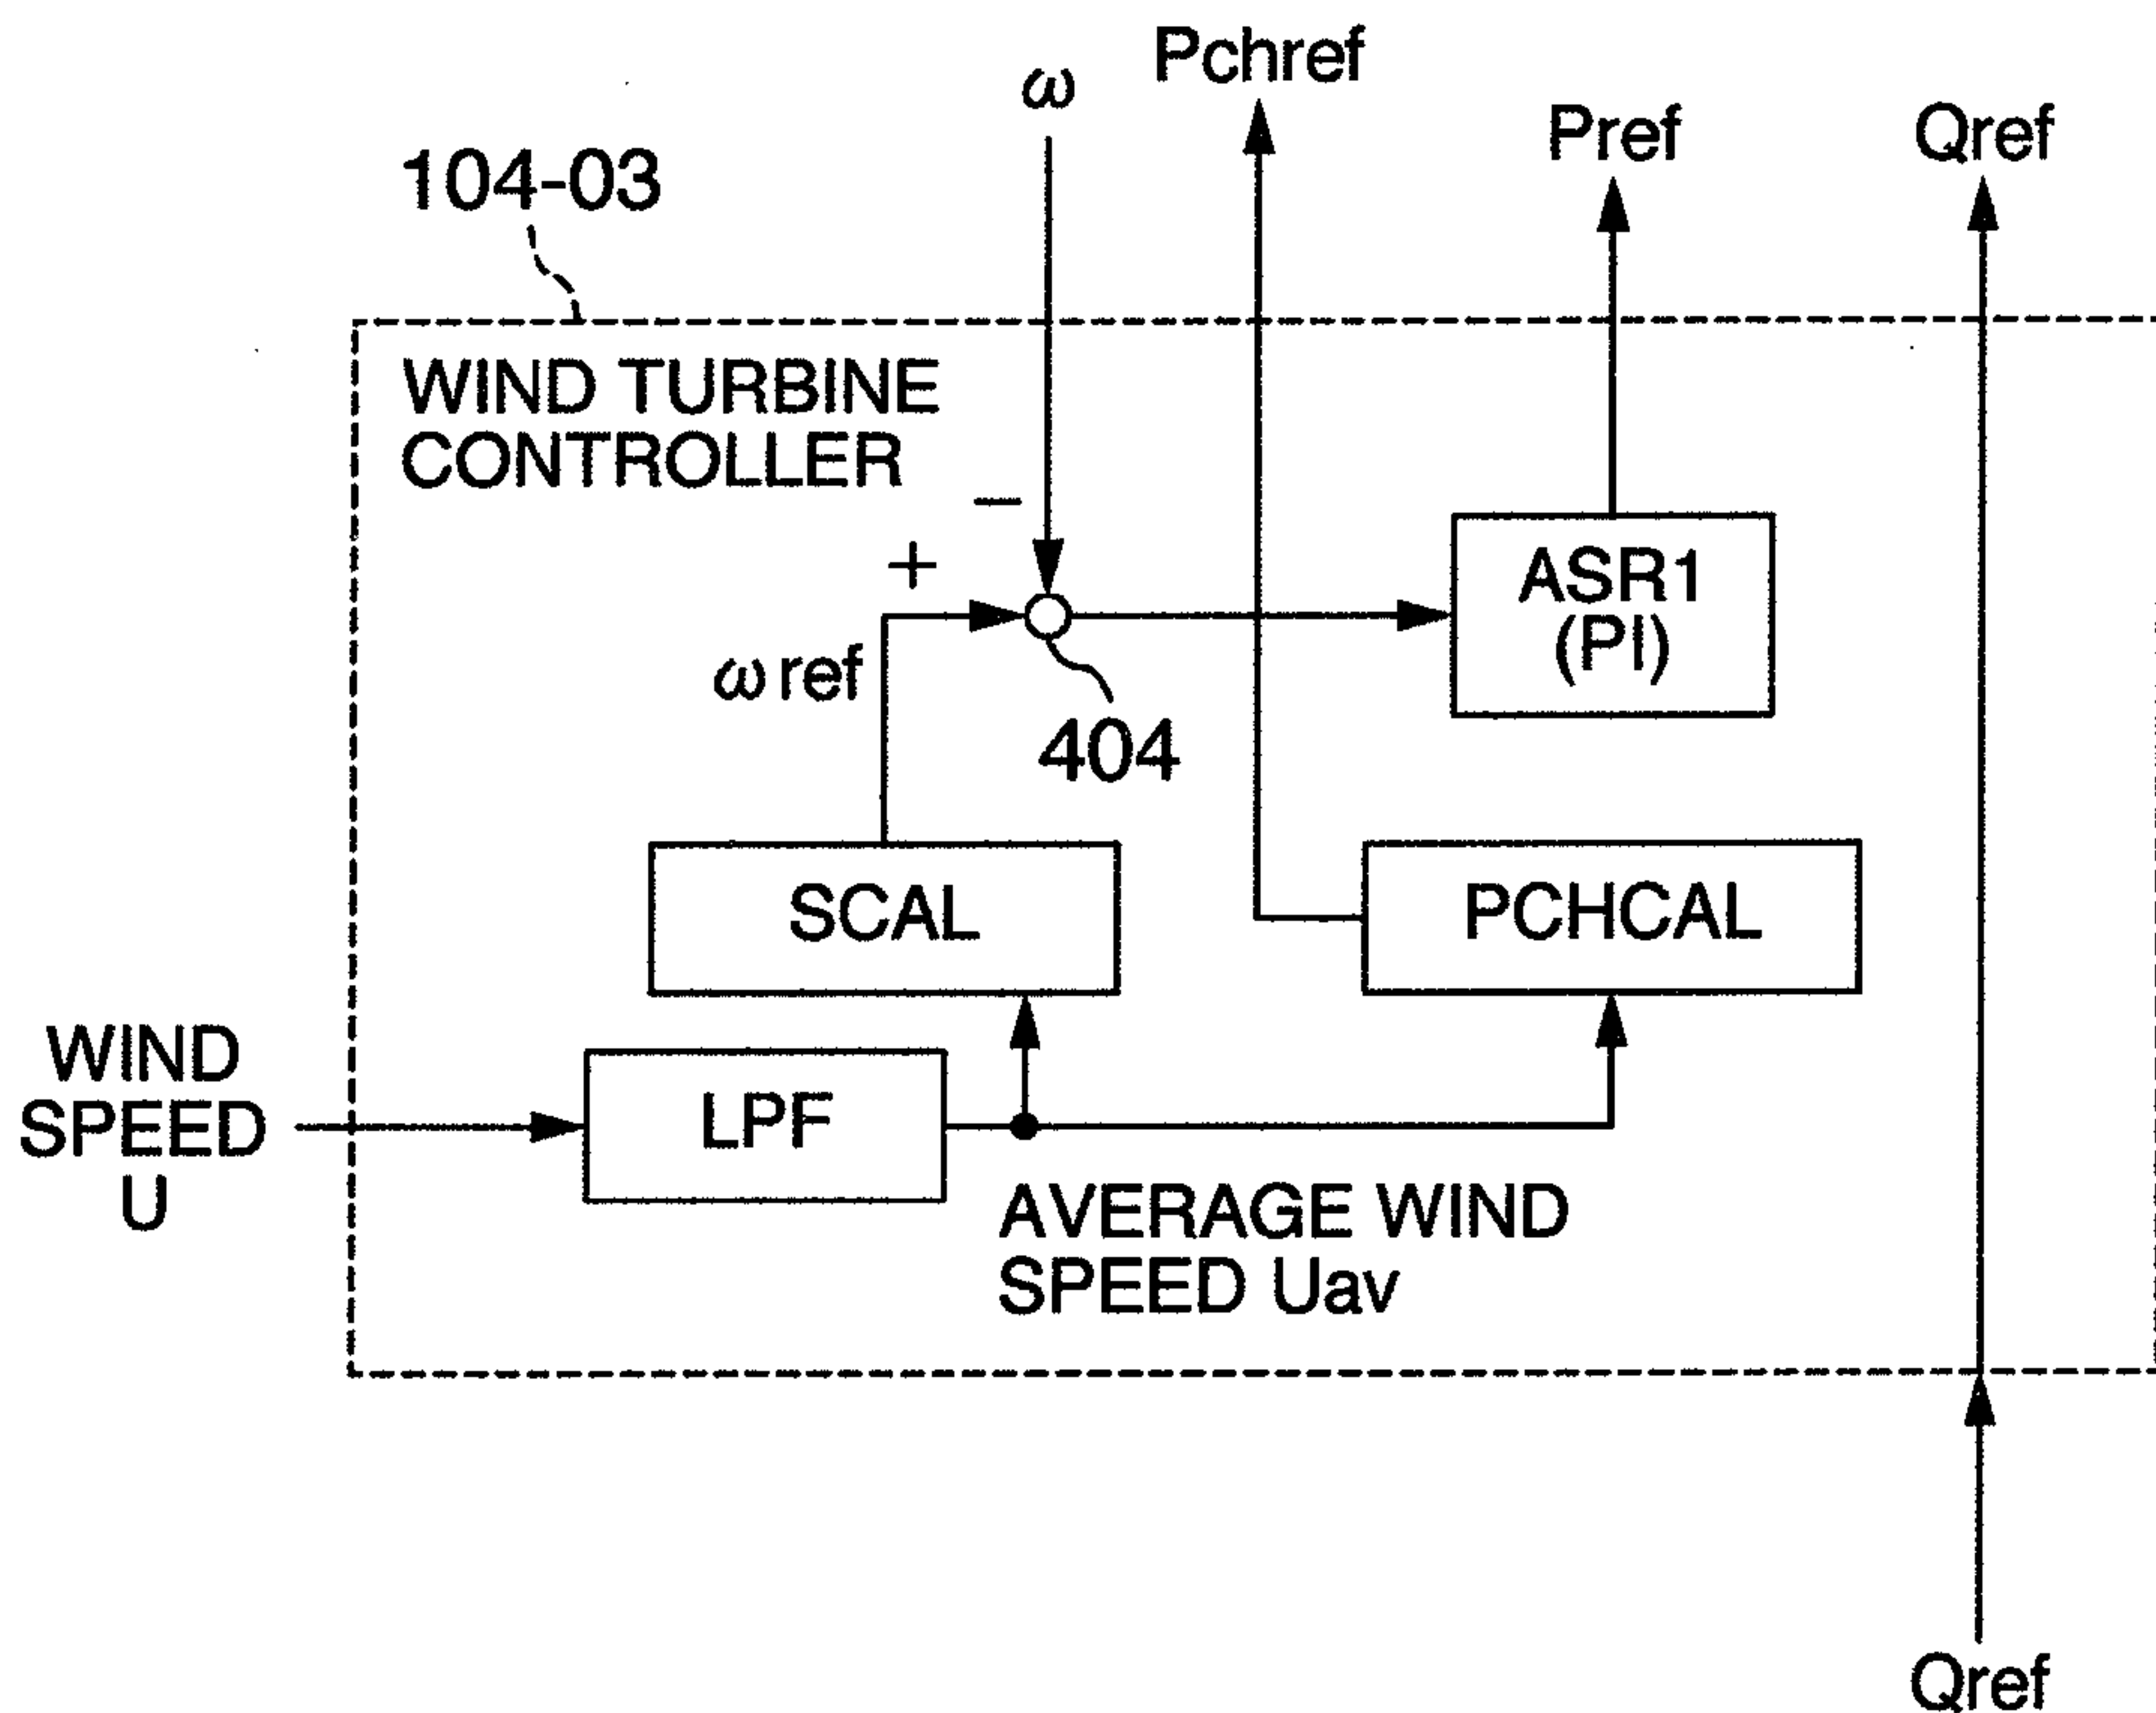 Pchref
ω
Pref
Qref
104-03
WIND TURBINE
CONTROLLER
−
+
ASR1
(PI)
ω ref
404
SCAL
PCHCAL
WIND
SPEED
U
LPF
AVERAGE WIND
SPEED Uav
Qref